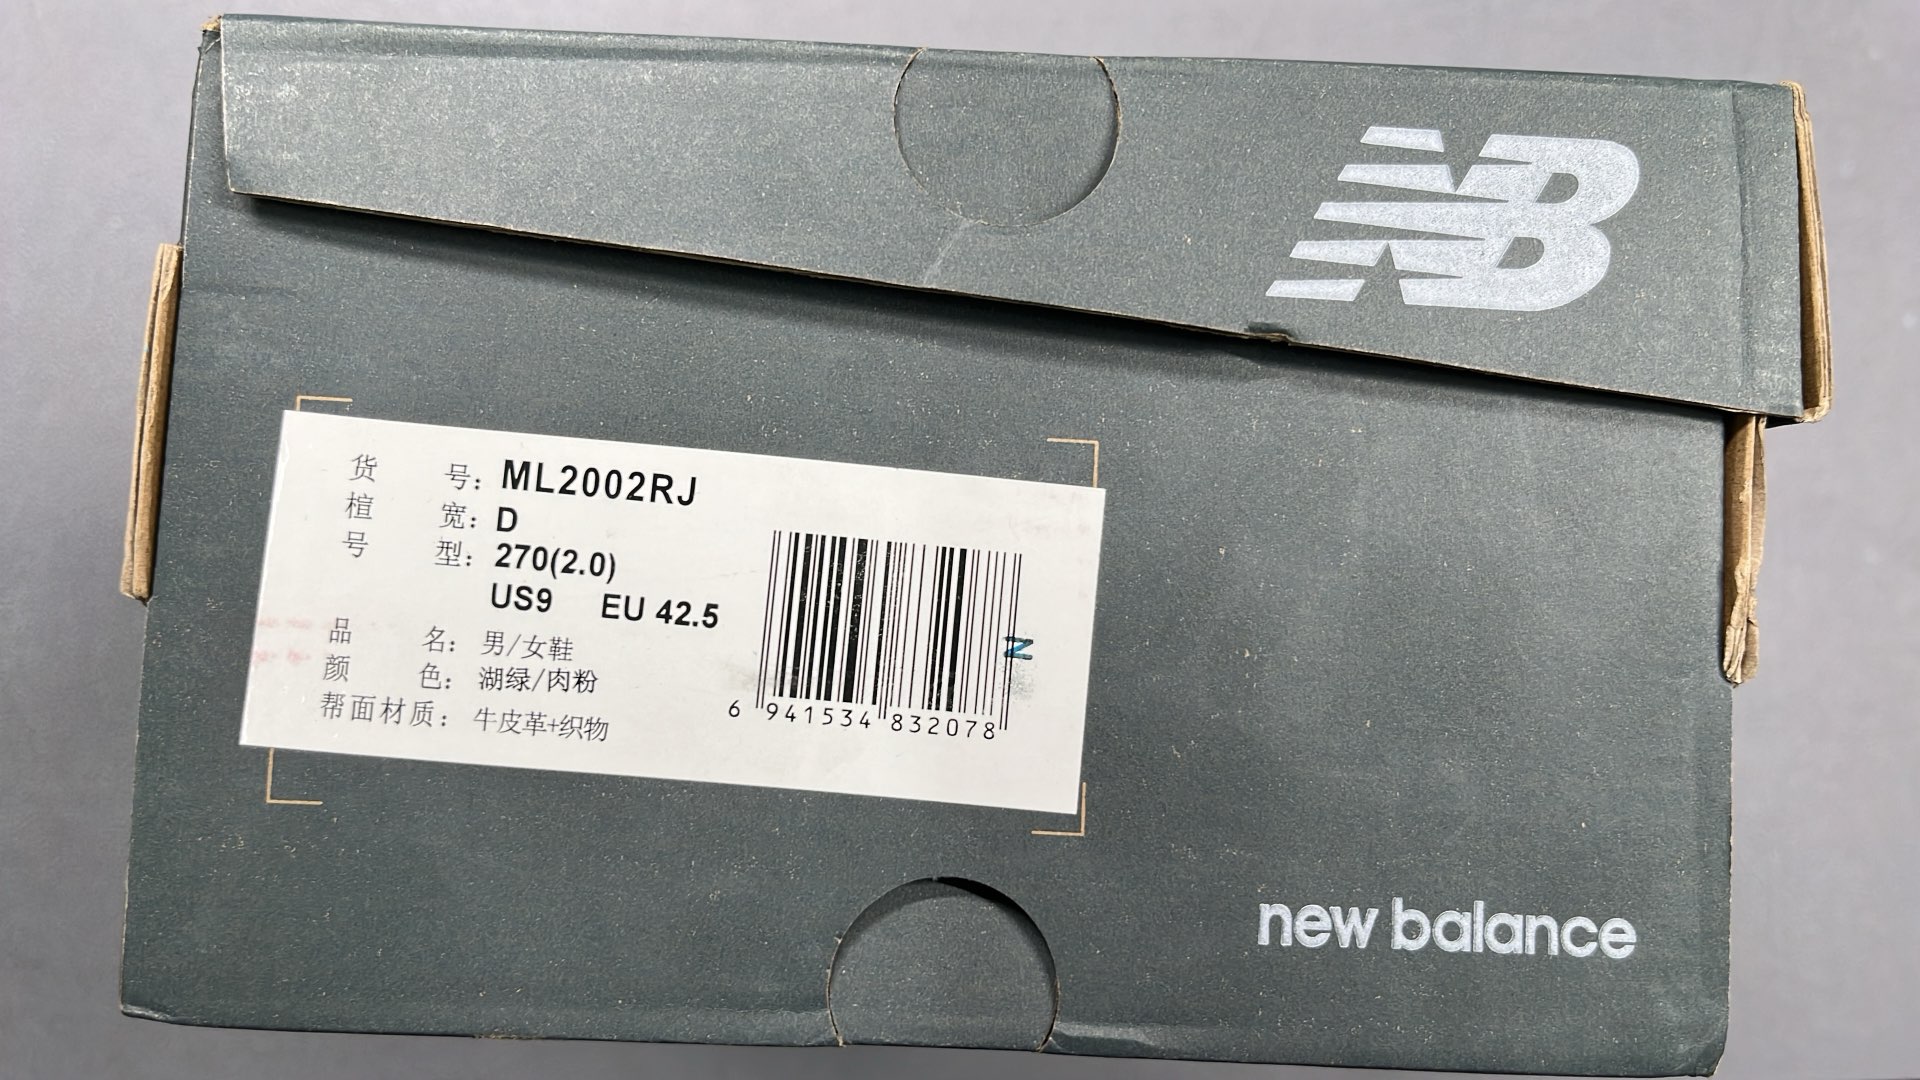 NB
货 号: ML2002RJ
楦 宽: D
号 型: 270(2.0)
US9 EU 42.5
品 名: 男/女鞋
颜 色: 湖绿/肉粉
帮面材质: 牛皮革+织物
6 941534 832078
N
new balance